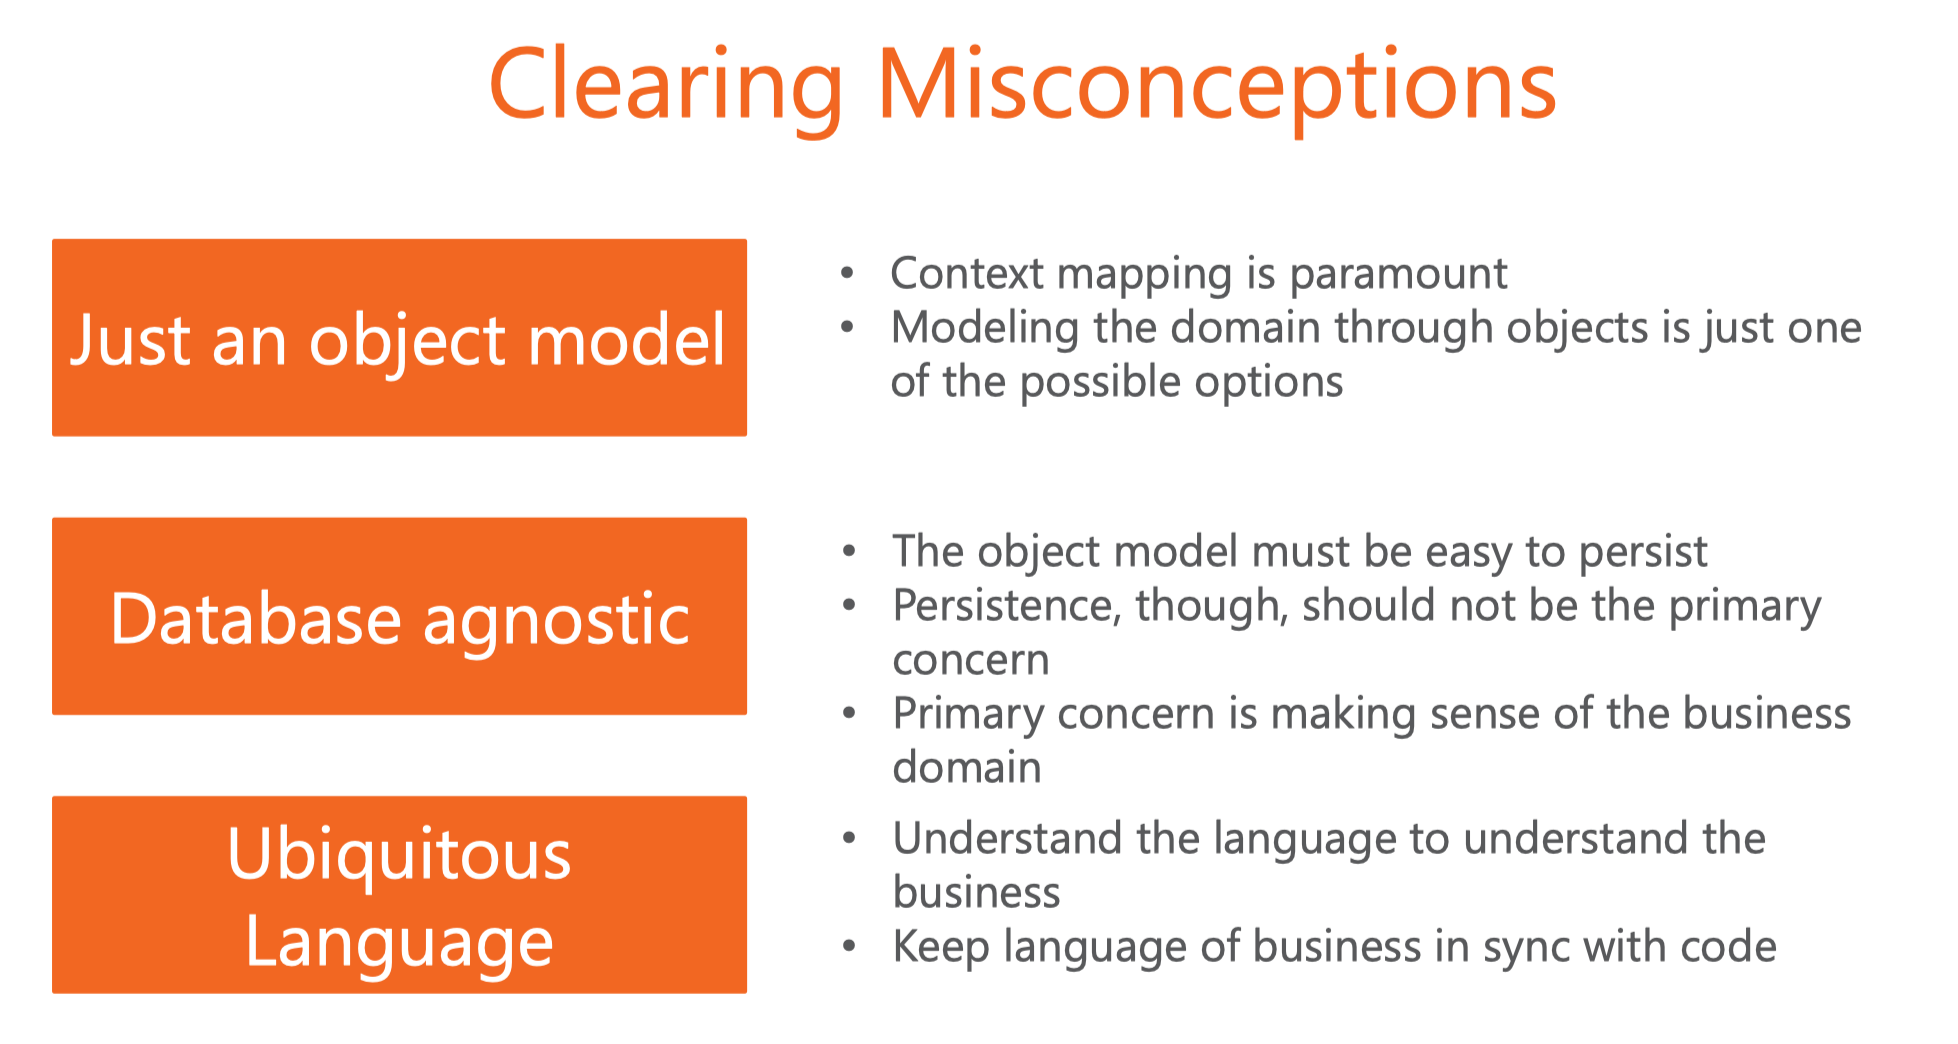 Clearing Misconceptions
Just an object model
• Context mapping is paramount
• Modeling the domain through objects is just one
of the possible options
Database agnostic
• The object model must be easy to persist
• Persistence, though, should not be the primary
concern
• Primary concern is making sense of the business
domain
Ubiquitous
Language
• Understand the language to understand the
business
• Keep language of business in sync with code